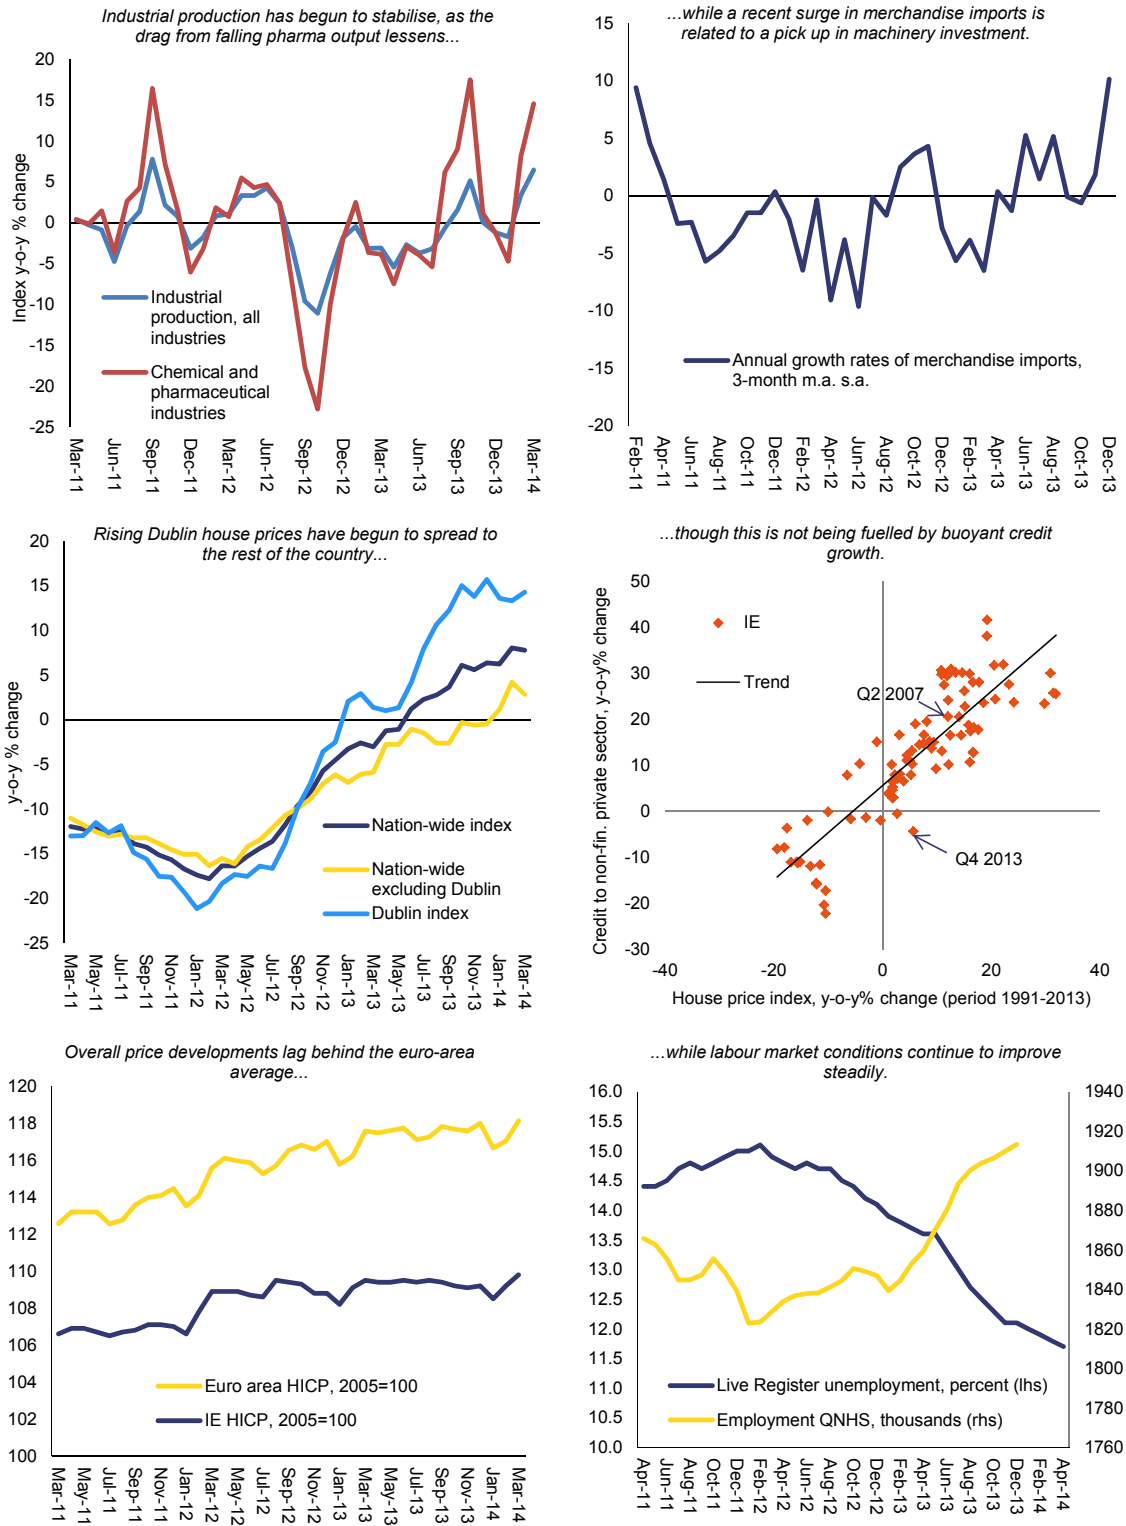 Industrial production has begun to stabilise, as the
drag from falling pharma output lessens...
20
15
10
5
0
-5
-10
-15
-20
-25
Index y-o-y % change
Industrial
production, all
industries
Chemical and
pharmaceutical
industries
Mar-11
Jun-11
Sep-11
Dec-11
Mar-12
Jun-12
Sep-12
Dec-12
Mar-13
Jun-13
Sep-13
Dec-13
Mar-14
...while a recent surge in merchandise imports is
related to a pick up in machinery investment.
15
10
5
0
-5
-10
-15
-20
Annual growth rates of merchandise imports,
3-month m.a. s.a.
Feb-11
Apr-11
Jun-11
Aug-11
Oct-11
Dec-11
Feb-12
Apr-12
Jun-12
Aug-12
Oct-12
Dec-12
Feb-13
Apr-13
Jun-13
Aug-13
Oct-13
Dec-13
Rising Dublin house prices have begun to spread to
the rest of the country...
20
15
10
5
0
-5
-10
-15
-20
-25
y-o-y % change
Nation-wide index
Nation-wide
excluding Dublin
Dublin index
Mar-11
May-11
Jul-11
Sep-11
Nov-11
Jan-12
Mar-12
May-12
Jul-12
Sep-12
Nov-12
Jan-13
Mar-13
May-13
Jul-13
Sep-13
Nov-13
Jan-14
Mar-14
...though this is not being fuelled by buoyant credit
growth.
50
40
30
20
10
0
-10
-20
-30
Credit to non-fin. private sector, y-o-y% change
IE
Trend
Q2 2007
Q4 2013
-40
-20
0
20
40
House price index, y-o-y% change (period 1991-2013)
Overall price developments lag behind the euro-area
average...
120
118
116
114
112
110
108
106
104
102
100
Euro area HICP, 2005=100
IE HICP, 2005=100
Mar-11
May-11
Jul-11
Sep-11
Nov-11
Jan-12
Mar-12
May-12
Jul-12
Sep-12
Nov-12
Jan-13
Mar-13
May-13
Jul-13
Sep-13
Nov-13
Jan-14
Mar-14
...while labour market conditions continue to improve
steadily.
16.0
15.5
15.0
14.5
14.0
13.5
13.0
12.5
12.0
11.5
11.0
10.5
10.0
1940
1920
1900
1880
1860
1840
1820
1800
1780
1760
Live Register unemployment, percent (lhs)
Employment QNHS, thousands (rhs)
Apr-11
Jun-11
Aug-11
Oct-11
Dec-11
Feb-12
Apr-12
Jun-12
Aug-12
Oct-12
Dec-12
Feb-13
Apr-13
Jun-13
Aug-13
Oct-13
Dec-13
Feb-14
Apr-14